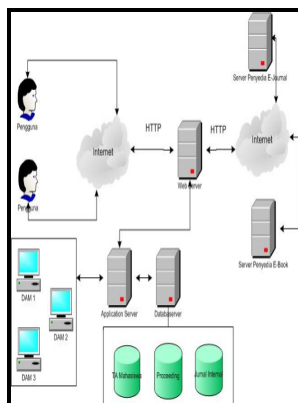 Server Penyedia E-Journal
Pengguna
HTTP
HTTP
Internet
Internet
Web Server
Pengguna
Server Penyedia E-Book
DAM 1
DAM 2
DAM 3
Application Server
Databaseserver
TA Mahasiswa
Proceeding
Jurnal Internal